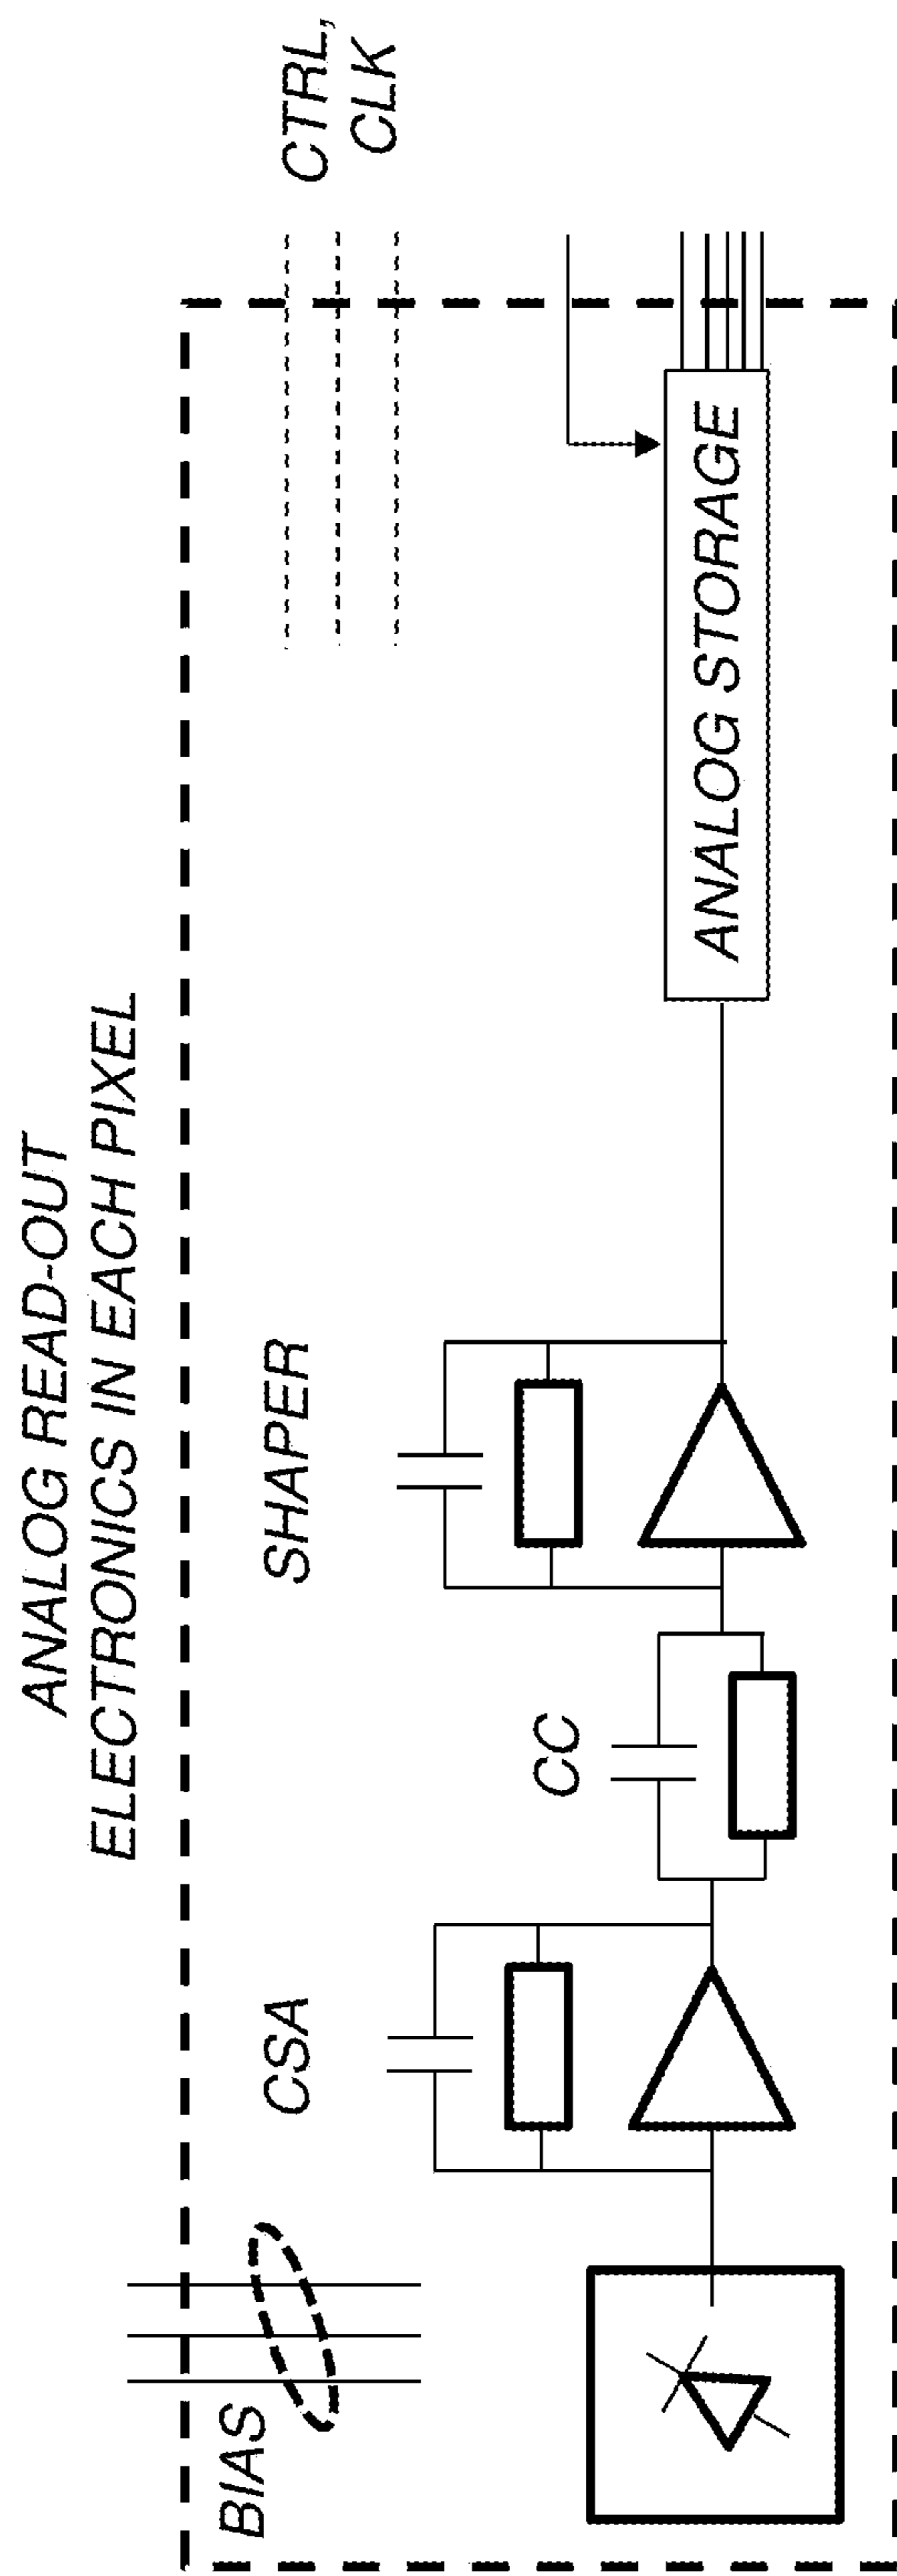 ANALOG READ-OUT
ELECTRONICS IN EACH PIXEL
BIAS
CSA
CC
SHAPER
ANALOG STORAGE
CTRL,
CLK